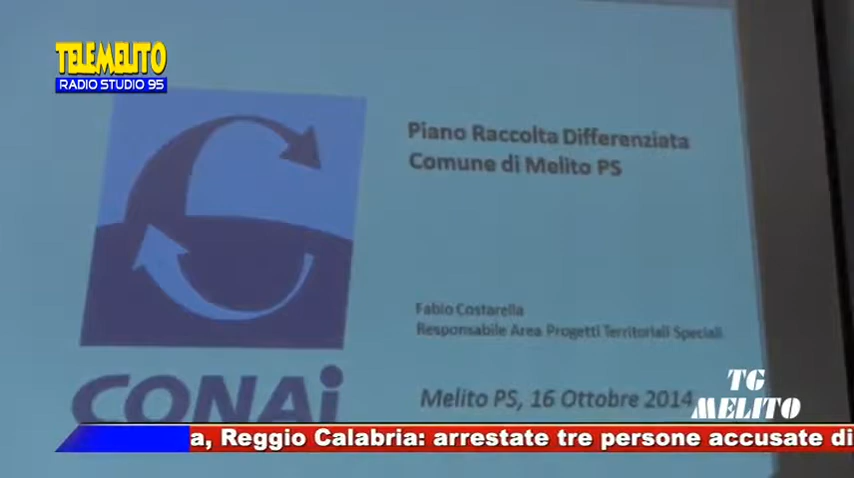 TELEMELITO
RADIO STUDIO 95
Piano Raccolta Differenziata
Comune di Melito PS
Fabio Costarella
Responsabile Area Progetti Territoriali Speciali
CONAi
Melito PS, 16 Ottobre 2014
TG
MELITO
a, Reggio Calabria: arrestate tre persone accusate di